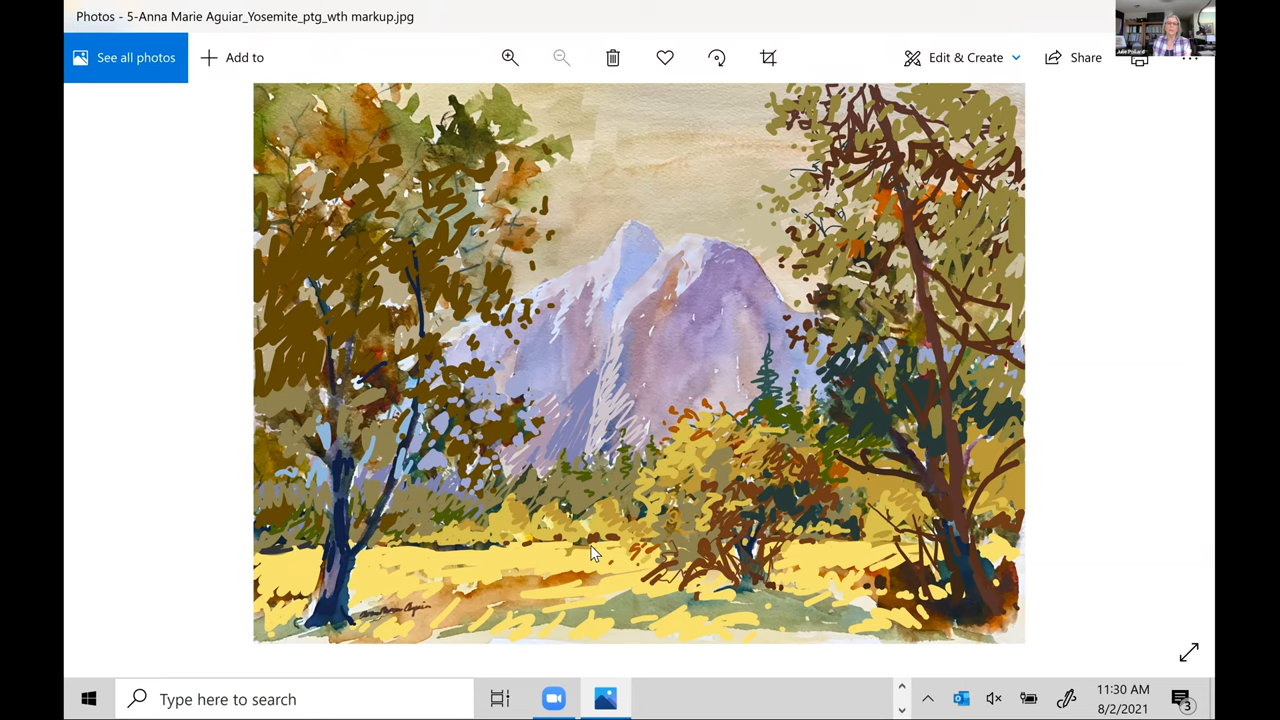 Photos - 5-Anna Marie Aguiar_Yosemite_ptg_wth markup.jpg
See all photos
Add to
Edit & Create
Share
Type here to search
11:30 AM
8/2/2021
3